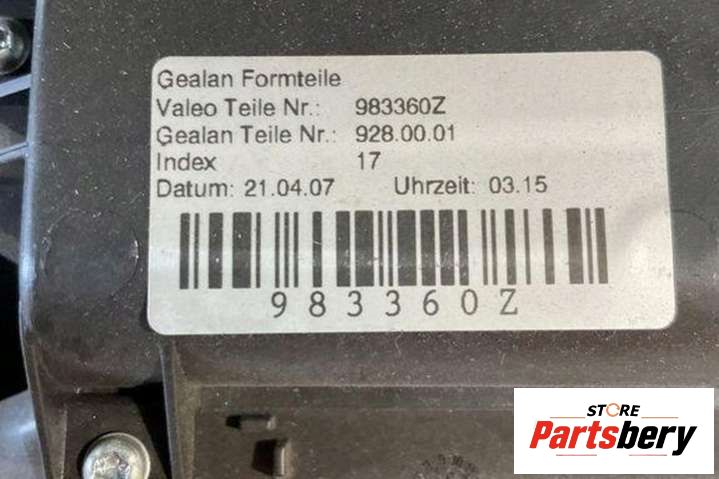 Gealan Formteile
Valeo Teile Nr.: 983360Z
Gealan Teile Nr.: 928.00.01
Index 17
Datum: 21.04.07 Uhrzeit: 03.15
983360Z
STORE
Partsbery